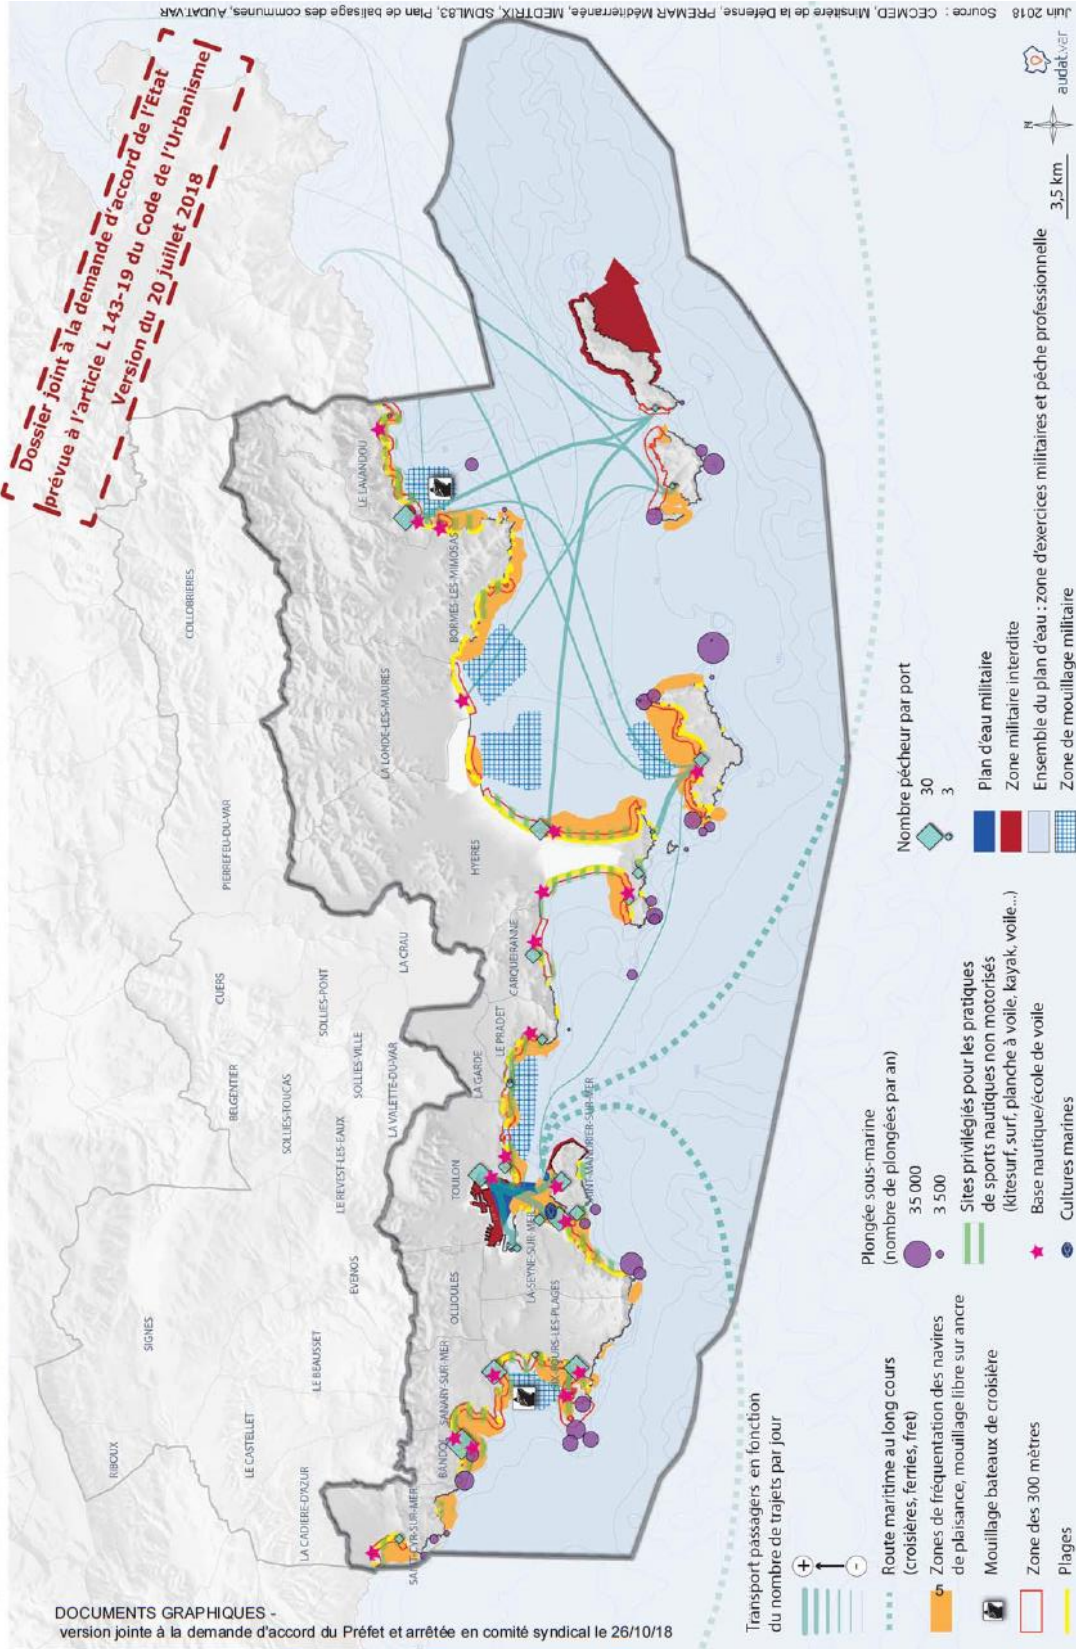 Dossier joint à la demande d'accord de l'Etat
prévue à l'article L 143-19 du Code de l'Urbanisme
Version du 20 juillet 2018
RIBOUX
SIGNES
LE CASTELLET
LA CADIERE-D'AZUR
LE BEAUSSET
EVENOS
LE REVEST-LES-EAUX
BELGENTIER
CUERS
SOLLIES-TOUCAS
SOLLIES-PONT
SOLLIES-VILLE
LA VALETTE-DU-VAR
PIERREFEU-DU-VAR
COLLOBRIERES
SAINT-CYR-SUR-MER
BANDOL
SANARY-SUR-MER
OLLIOULES
LA-SEYNE-SUR-MER
TOULON
SAINT-MANDRIER-SUR-MER
LA GARDE
LE PRADET
CARQUEIRANNE
LA CRAU
HYERES
LA LONDE-LES-MAURES
BORMES-LES-MIMOSAS
LE LAVANDOU
Transport passagers en fonction
du nombre de trajets par jour
+
-
Route maritime au long cours
(croisières, ferries, fret)
Zones de fréquentation des navires
de plaisance, mouillage libre sur ancre
5
Mouillage bateaux de croisière
Zone des 300 mètres
Plages
Plongée sous-marine
(nombre de plongées par an)
35 000
3 500
Sites privilégiés pour les pratiques
de sports nautiques non motorisés
(kitesurf, surf, planche à voile, kayak, voile...)
Base nautique/école de voile
Cultures marines
Nombre pécheur par port
30
3
Plan d'eau militaire
Zone militaire interdite
Ensemble du plan d'eau : zone d'exercices militaires et pêche professionnelle
Zone de mouillage militaire
3,5 km
N
audat.var
Juin 2018 Source : CECMED, Minsitère de la Défense, PREMAR Méditerranée, MEDTRIX, SDML83, Plan de balisage des communes, AUDAT.VAR
DOCUMENTS GRAPHIQUES -
version jointe à la demande d'accord du Préfet et arrêtée en comité syndical le 26/10/18